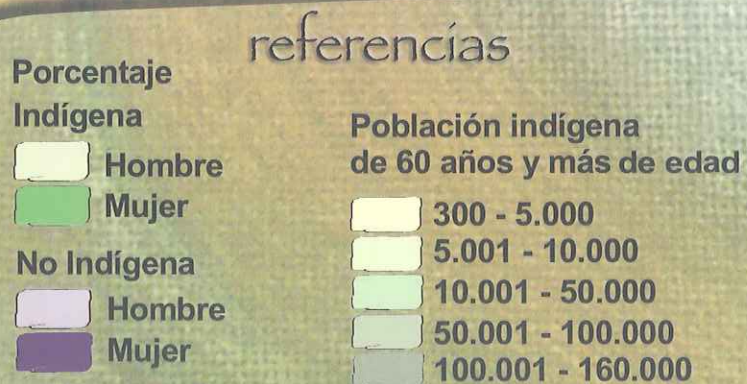 referencias
Porcentaje
Indígena
Hombre
Mujer
No Indígena
Hombre
Mujer
Población indígena
de 60 años y más de edad
300 - 5.000
5.001 - 10.000
10.001 - 50.000
50.001 - 100.000
100.001 - 160.000